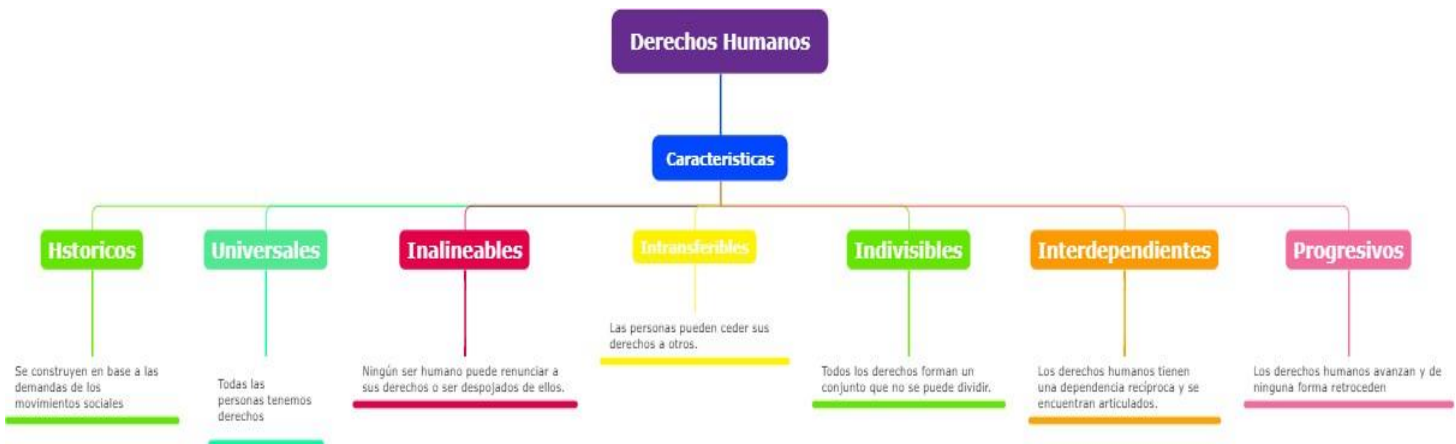 Derechos Humanos
Características
Hstoricos
Universales
Inalineables
Intransferibles
Indivisibles
Interdependientes
Progresivos
Se construyen en base a las
demandas de los
movimientos sociales
Todas las
personas tenemos
derechos
Ningún ser humano puede renunciar a
sus derechos o ser despojados de ellos.
Las personas pueden ceder sus
derechos a otros.
Todos los derechos forman un
conjunto que no se puede dividir.
Los derechos humanos tienen
una dependencia recíproca y se
encuentran articulados.
Los derechos humanos avanzan y de
ninguna forma retroceden